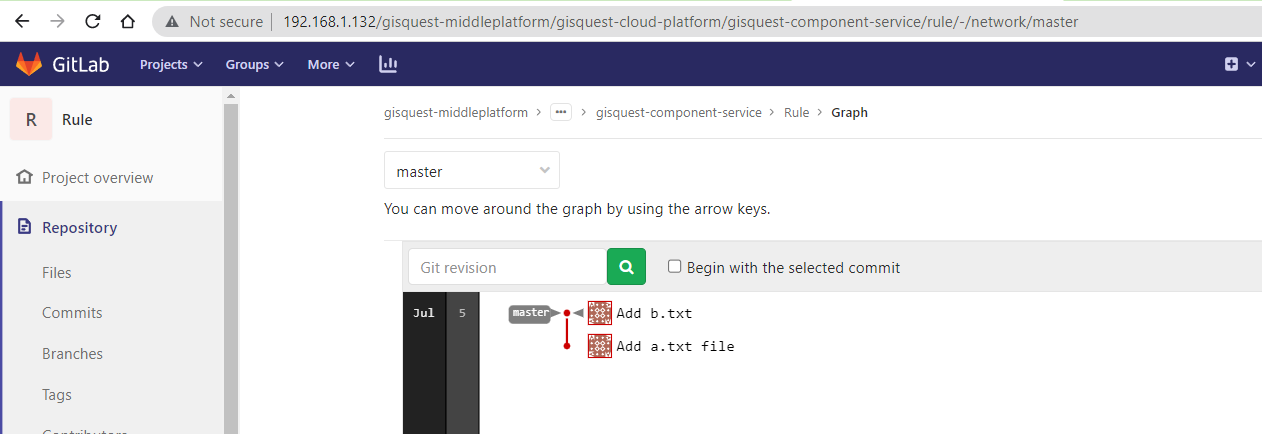 Not secure | 192.168.1.132/gisquest-middleplatform/gisquest-cloud-platform/gisquest-component-service/rule/-/network/master
GitLab Projects Groups More
R Rule
Project overview
Repository
Files
Commits
Branches
Tags
Contributors
gisquest-middleplatform > ... > gisquest-component-service > Rule > Graph
master
You can move around the graph by using the arrow keys.
Git revision Begin with the selected commit
Jul 5 master Add b.txt
Add a.txt file